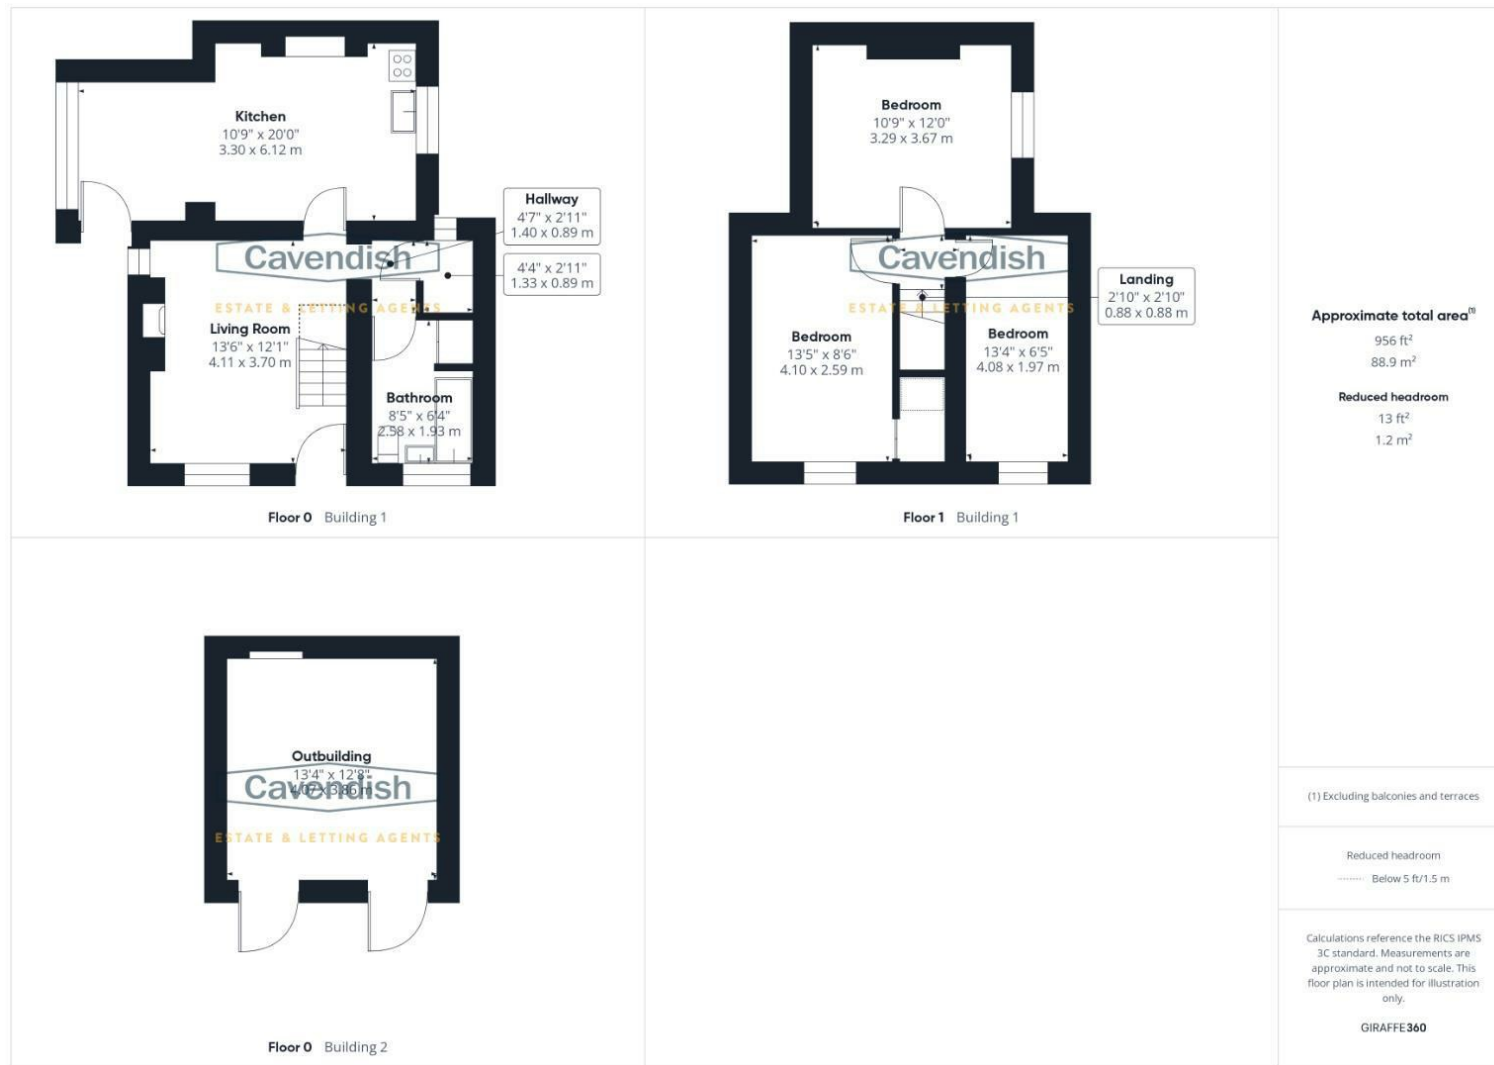 Kitchen
10'9" x 20'0"
3.30 x 6.12 m
Hallway
4'7" x 2'11"
1.40 x 0.89 m
4'4" x 2'11"
1.33 x 0.89 m
Cavendish
ESTATE & LETTING AGENTS
Living Room
13'6" x 12'1"
4.11 x 3.70 m
Bathroom
8'5" x 6'4"
2.58 x 1.93 m
Floor 0 Building 1
Bedroom
10'9" x 12'0"
3.29 x 3.67 m
Cavendish
ESTATE & LETTING AGENTS
Landing
2'10" x 2'10"
0.88 x 0.88 m
Bedroom
13'5" x 8'6"
4.10 x 2.59 m
Bedroom
13'4" x 6'5"
4.08 x 1.97 m
Floor 1 Building 1
Outbuilding
13'4" x 12'8"
4.07 x 3.86 m
Cavendish
ESTATE & LETTING AGENTS
Floor 0 Building 2
Approximate total area(1)
956 ft²
88.9 m²
Reduced headroom
13 ft²
1.2 m²
(1) Excluding balconies and terraces
Reduced headroom
Below 5 ft/1.5 m
Calculations reference the RICS IPMS
3C standard. Measurements are
approximate and not to scale. This
floor plan is intended for illustration
only.
GIRAFFE360